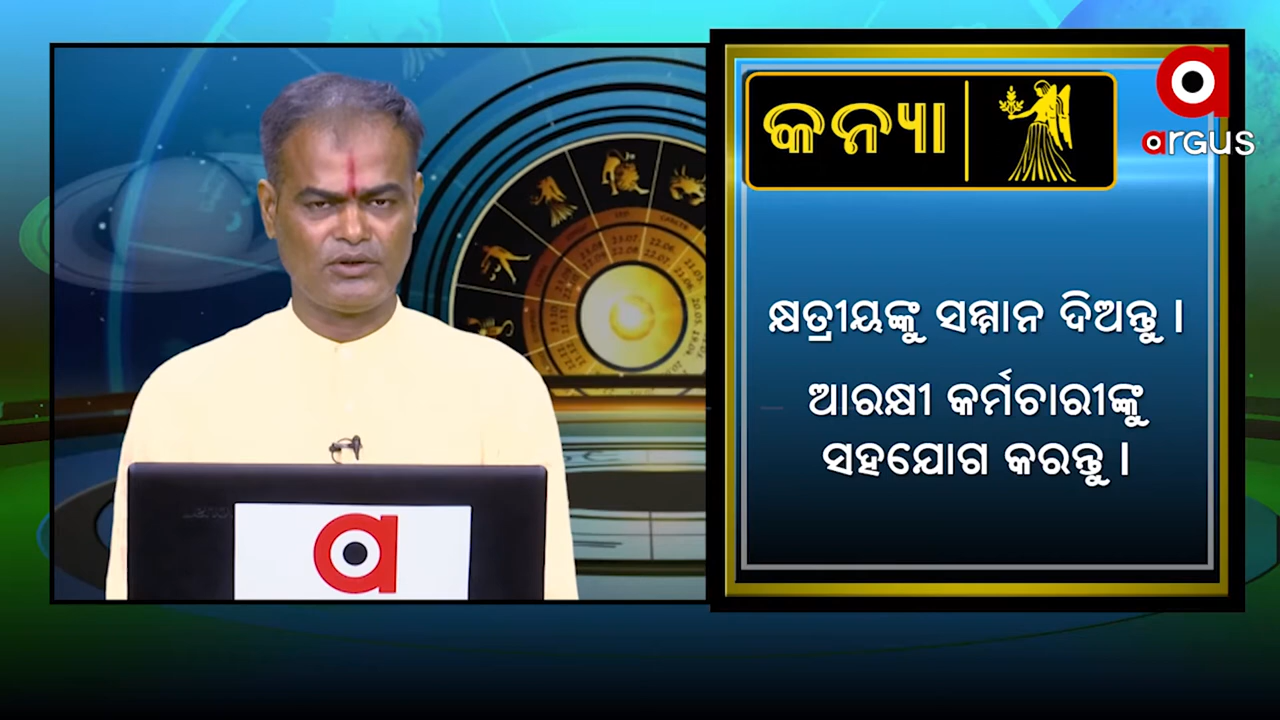 କନ୍ୟା
argus
କ୍ଷତ୍ରୀୟଙ୍କୁ ସମ୍ମାନ ଦିଅନ୍ତୁ ।
ଆରକ୍ଷୀ କର୍ମଚାରୀଙ୍କୁ
ସହଯୋଗ କରନ୍ତୁ ।